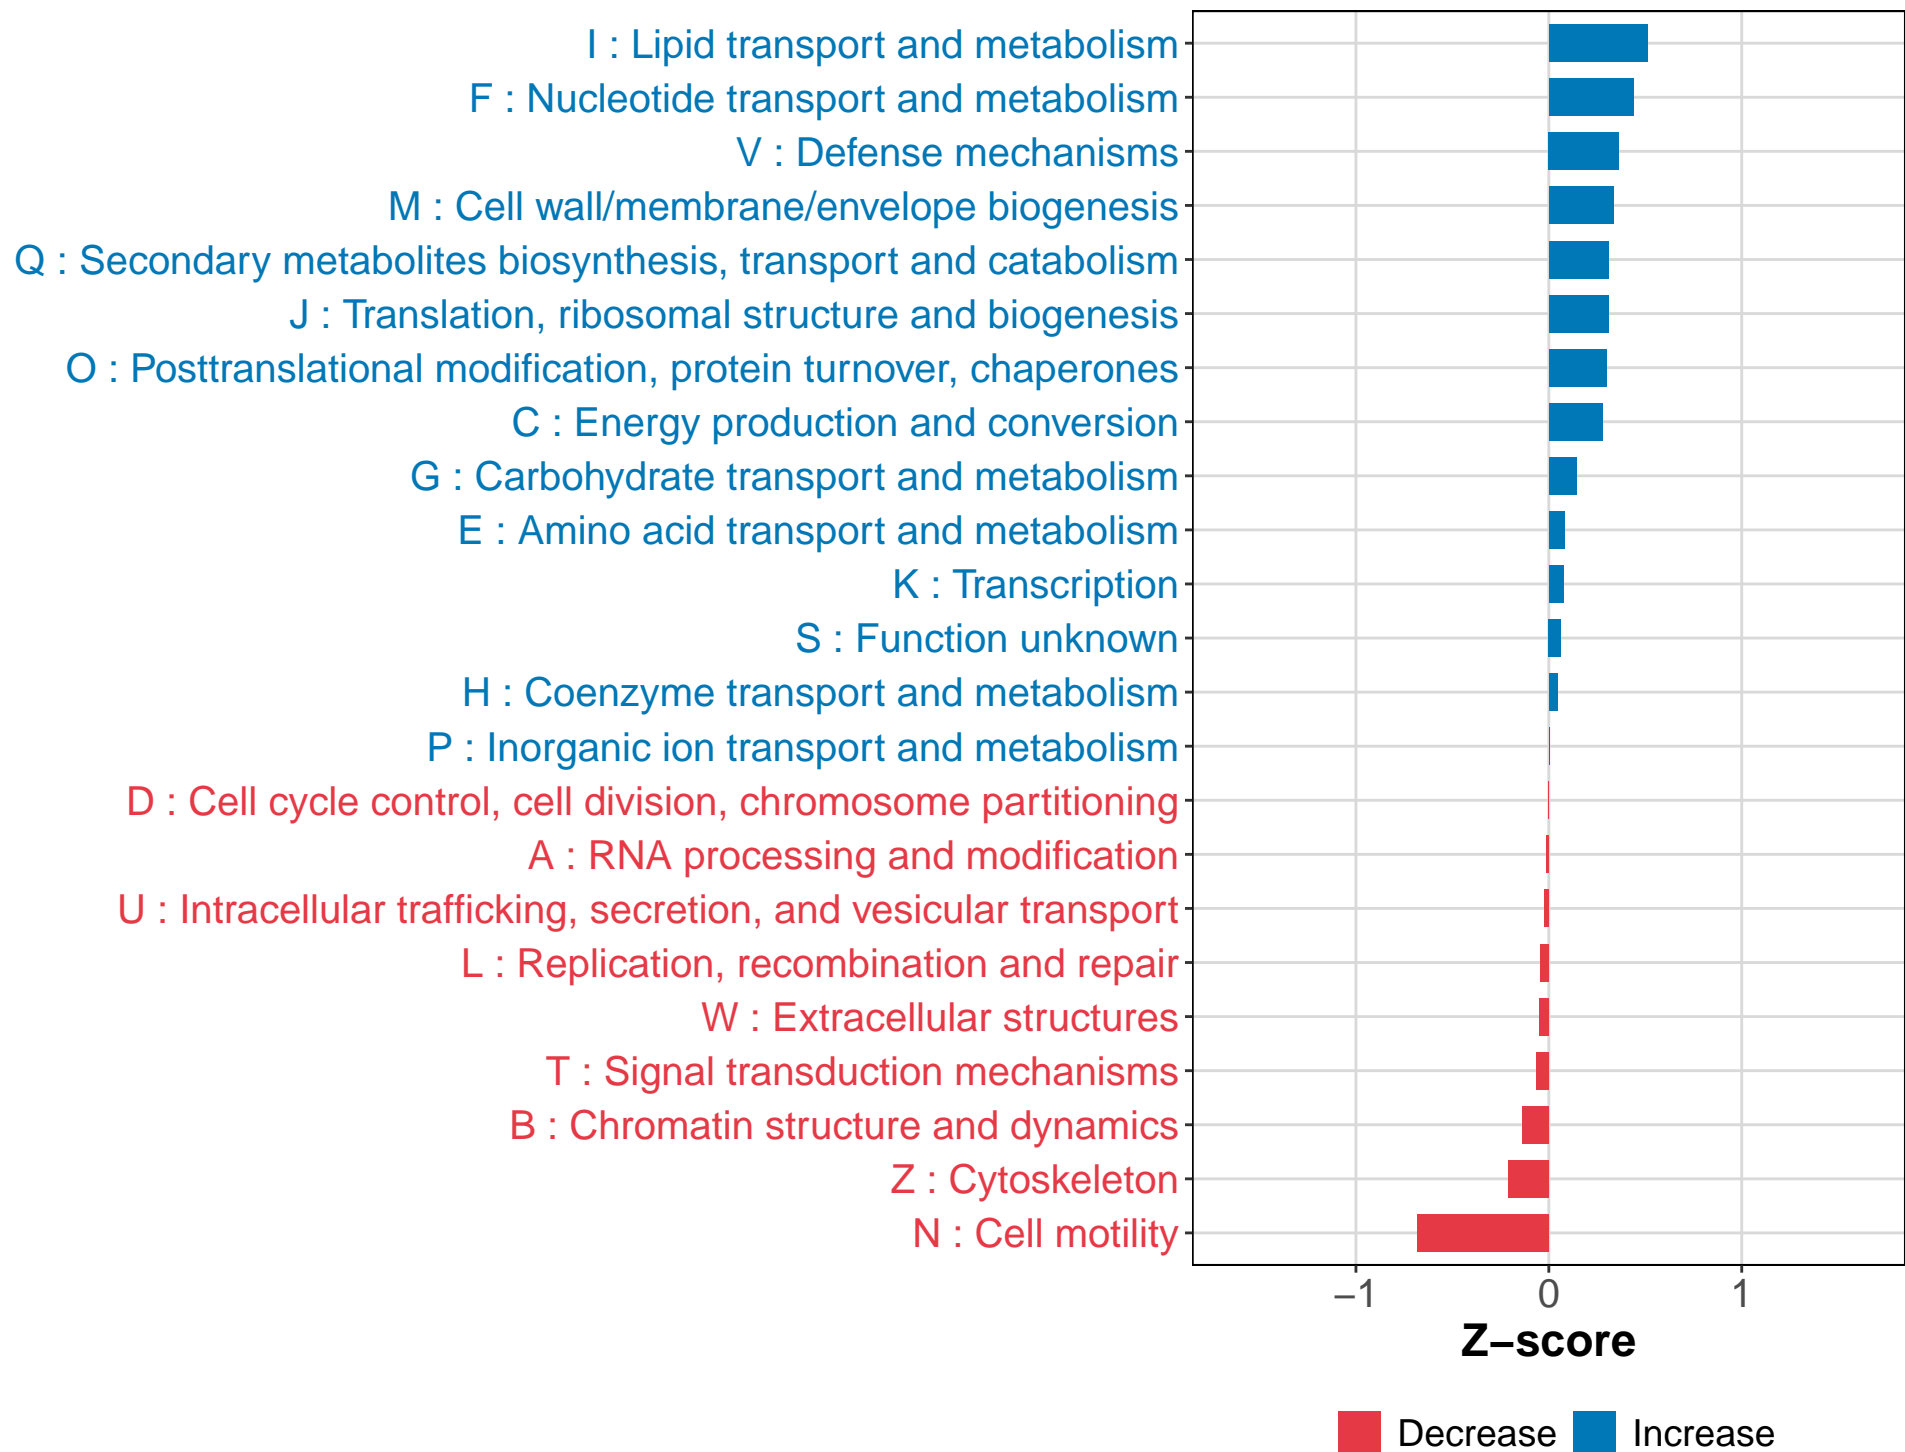 I : Lipid transport and metabolism
F : Nucleotide transport and metabolism
V : Defense mechanisms
M : Cell wall/membrane/envelope biogenesis
Q : Secondary metabolites biosynthesis, transport and catabolism
J : Translation, ribosomal structure and biogenesis
O : Posttranslational modification, protein turnover, chaperones
C : Energy production and conversion
G : Carbohydrate transport and metabolism
E : Amino acid transport and metabolism
K : Transcription
S : Function unknown
H : Coenzyme transport and metabolism
P : Inorganic ion transport and metabolism
D : Cell cycle control, cell division, chromosome partitioning
A : RNA processing and modification
U : Intracellular trafficking, secretion, and vesicular transport
L : Replication, recombination and repair
W : Extracellular structures
T : Signal transduction mechanisms
B : Chromatin structure and dynamics
Z : Cytoskeleton
N : Cell motility
−1 0 1
Z−score
Decrease Increase